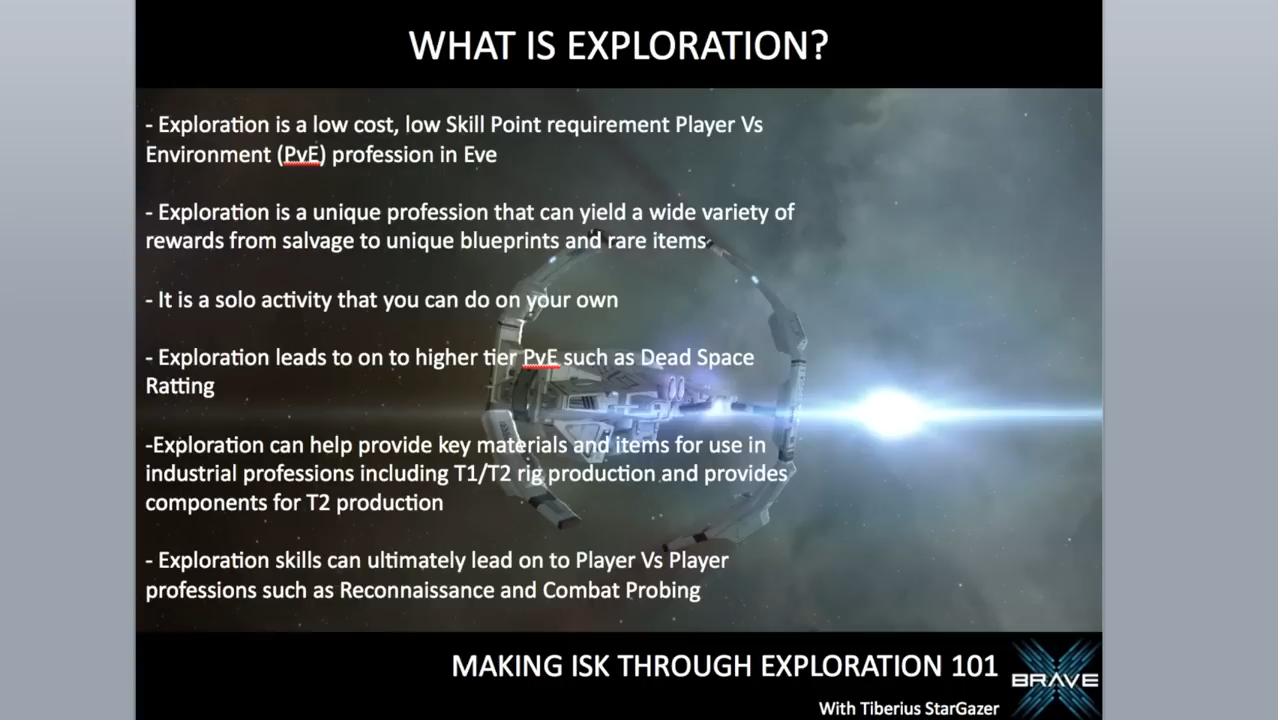 WHAT IS EXPLORATION?
- Exploration is a low cost, low Skill Point requirement Player Vs
Environment (PvE) profession in Eve
- Exploration is a unique profession that can yield a wide variety of
rewards from salvage to unique blueprints and rare items
- It is a solo activity that you can do on your own
- Exploration leads to on to higher tier PvE such as Dead Space
Ratting
-Exploration can help provide key materials and items for use in
industrial professions including T1/T2 rig production and provides
components for T2 production
- Exploration skills can ultimately lead on to Player Vs Player
professions such as Reconnaissance and Combat Probing
MAKING ISK THROUGH EXPLORATION 101
BRAVE
With Tiberius StarGazer